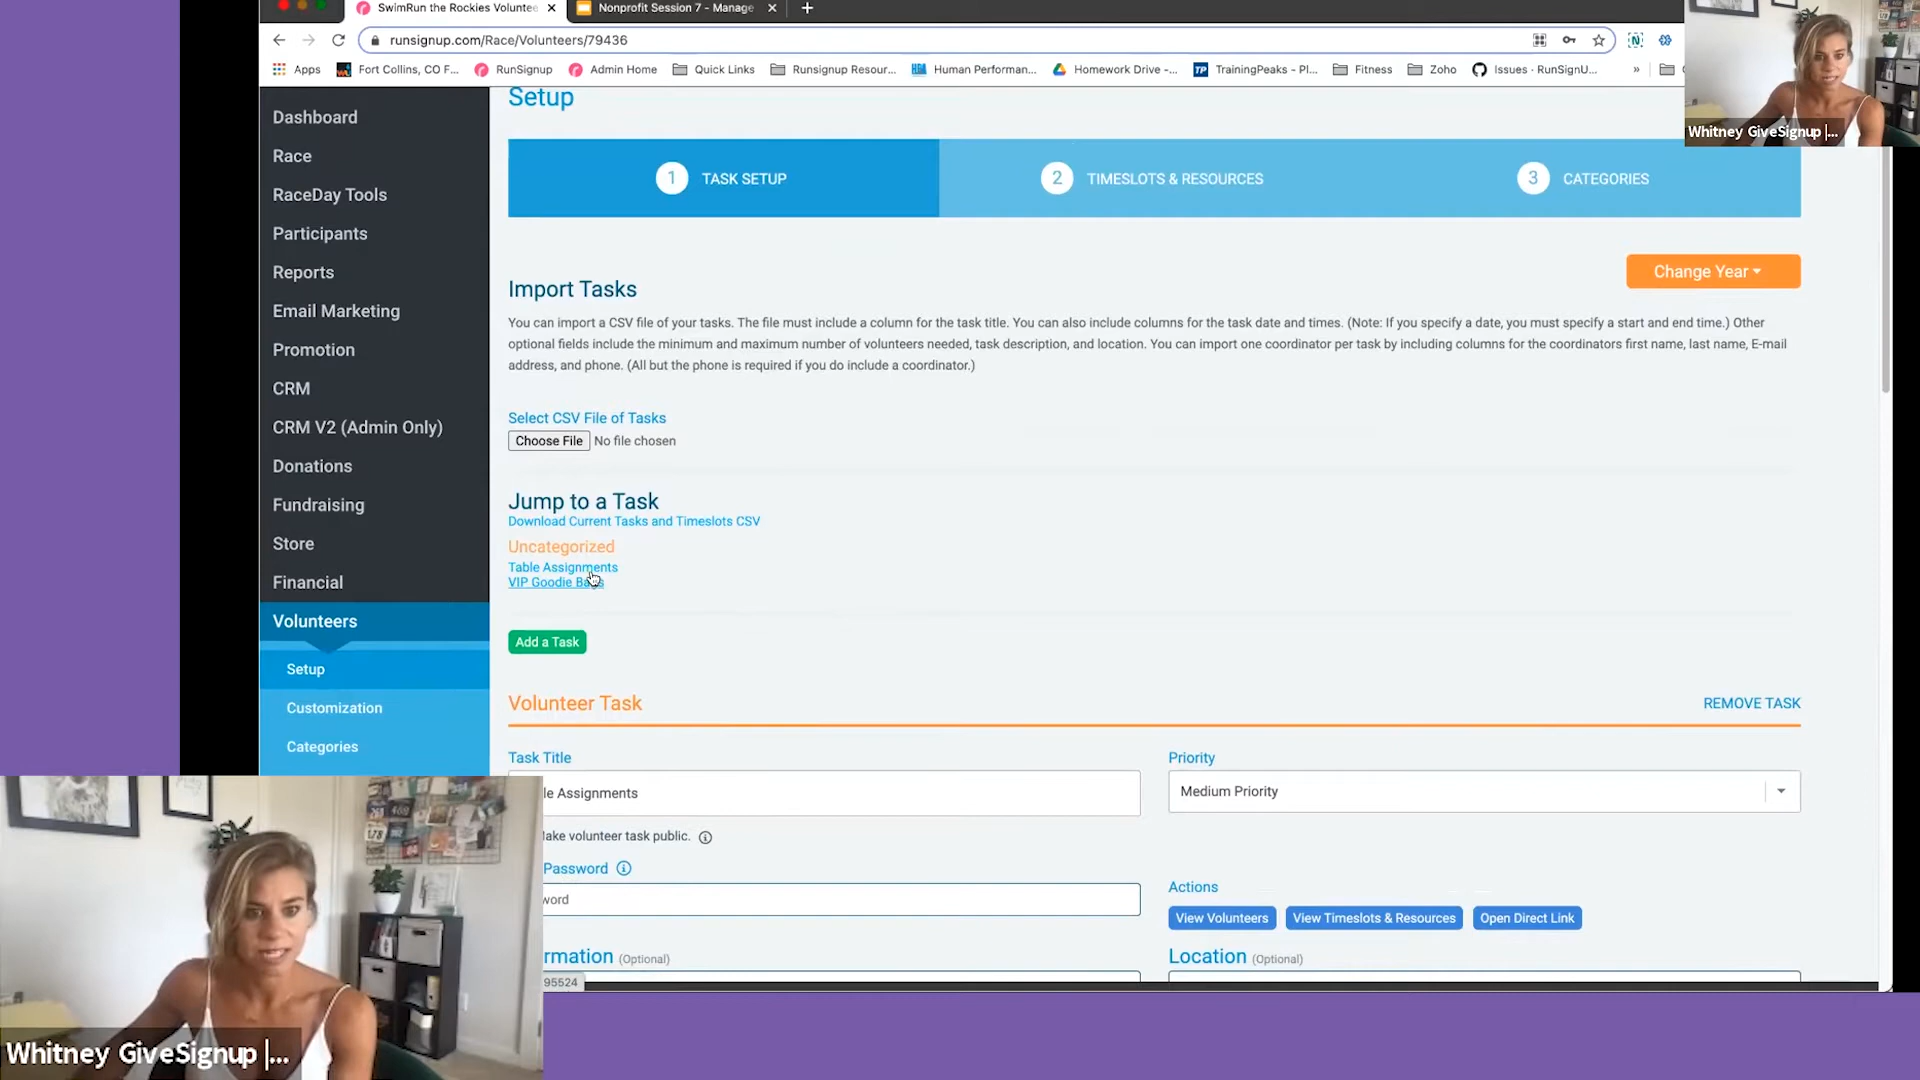 SwimRun the Rockies Voluntee
Nonprofit Session 7 - Manage
runsignup.com/Race/Volunteers/79436
Apps
Fort Collins, CO F...
RunSignup
Admin Home
Quick Links
Runsignup Resour...
Human Performan...
Homework Drive -...
TrainingPeaks - Pl...
Fitness
Zoho
Issues · RunSignU...
»
Whitney GiveSignup |...
Dashboard
Race
RaceDay Tools
Participants
Reports
Email Marketing
Promotion
CRM
CRM V2 (Admin Only)
Donations
Fundraising
Store
Financial
Volunteers
Setup
Customization
Categories
Setup
1 TASK SETUP
2 TIMESLOTS & RESOURCES
3 CATEGORIES
Change Year
Import Tasks
You can import a CSV file of your tasks. The file must include a column for the task title. You can also include columns for the task date and times. (Note: If you specify a date, you must specify a start and end time.) Other
optional fields include the minimum and maximum number of volunteers needed, task description, and location. You can import one coordinator per task by including columns for the coordinators first name, last name, E-mail
address, and phone. (All but the phone is required if you do include a coordinator.)
Select CSV File of Tasks
Choose File No file chosen
Jump to a Task
Download Current Tasks and Timeslots CSV
Uncategorized
Table Assignments
VIP Goodie Bags
Add a Task
Volunteer Task
REMOVE TASK
Task Title
le Assignments
Priority
Medium Priority
ake volunteer task public.
Password
word
Actions
View Volunteers
View Timeslots & Resources
Open Direct Link
rmation (Optional)
Location (Optional)
95524
Whitney GiveSignup |...